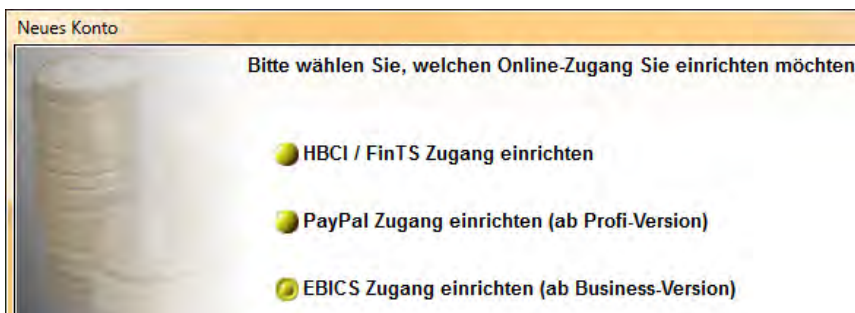 Neues Konto
Bitte wählen Sie, welchen Online-Zugang Sie einrichten möchten
HBCI / FinTS Zugang einrichten
PayPal Zugang einrichten (ab Profi-Version)
EBICS Zugang einrichten (ab Business-Version)